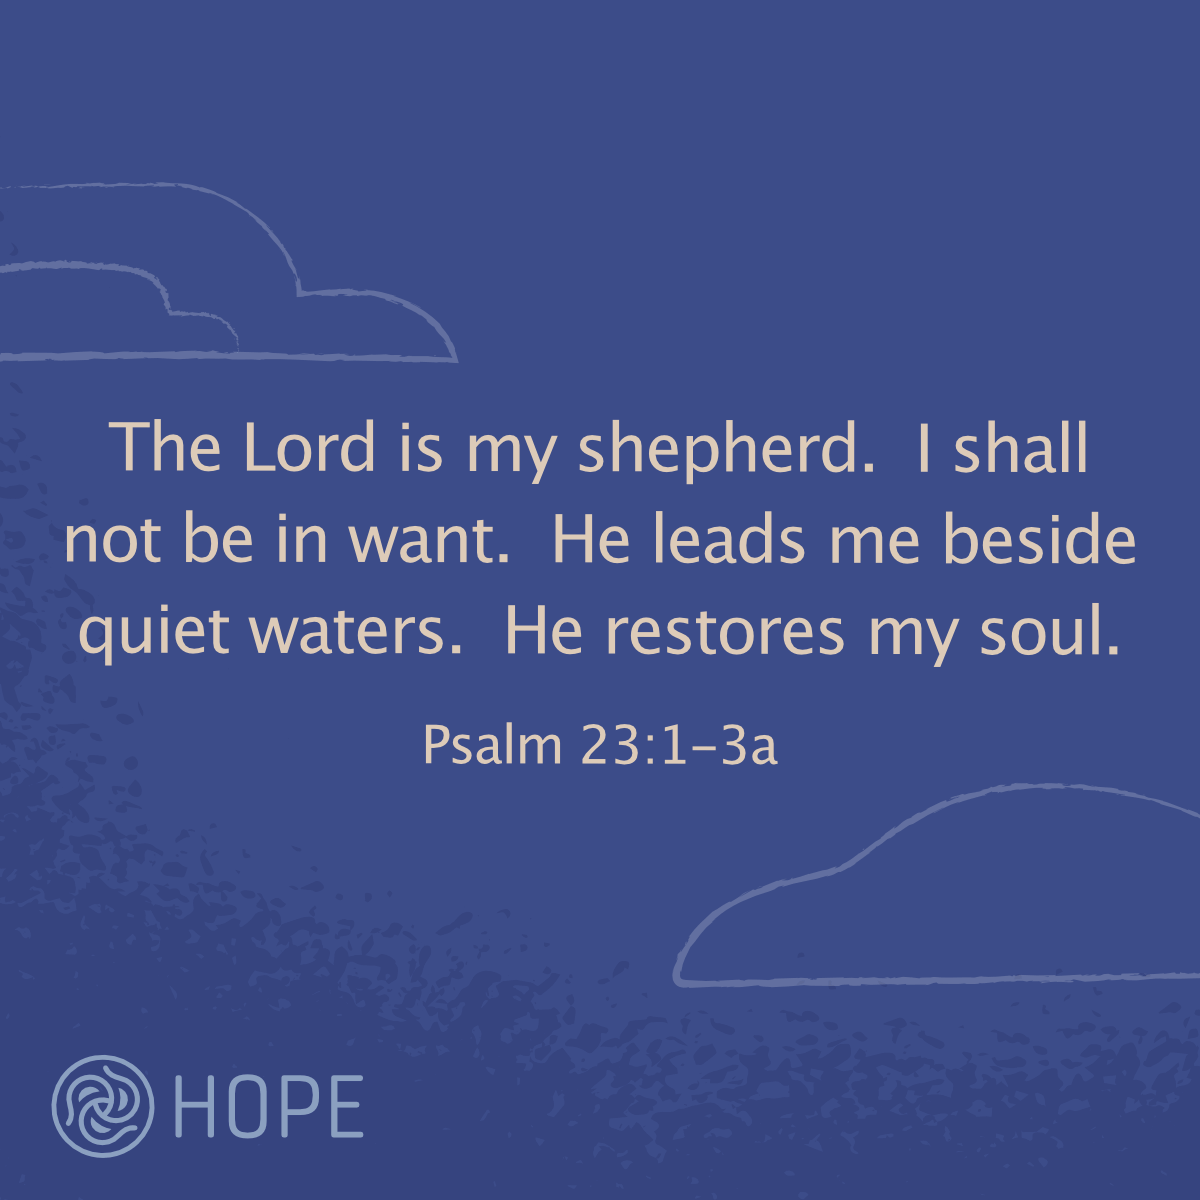 The Lord is my shepherd.  I shall
not be in want.  He leads me beside
quiet waters.  He restores my soul.
Psalm 23:1–3a
HOPE